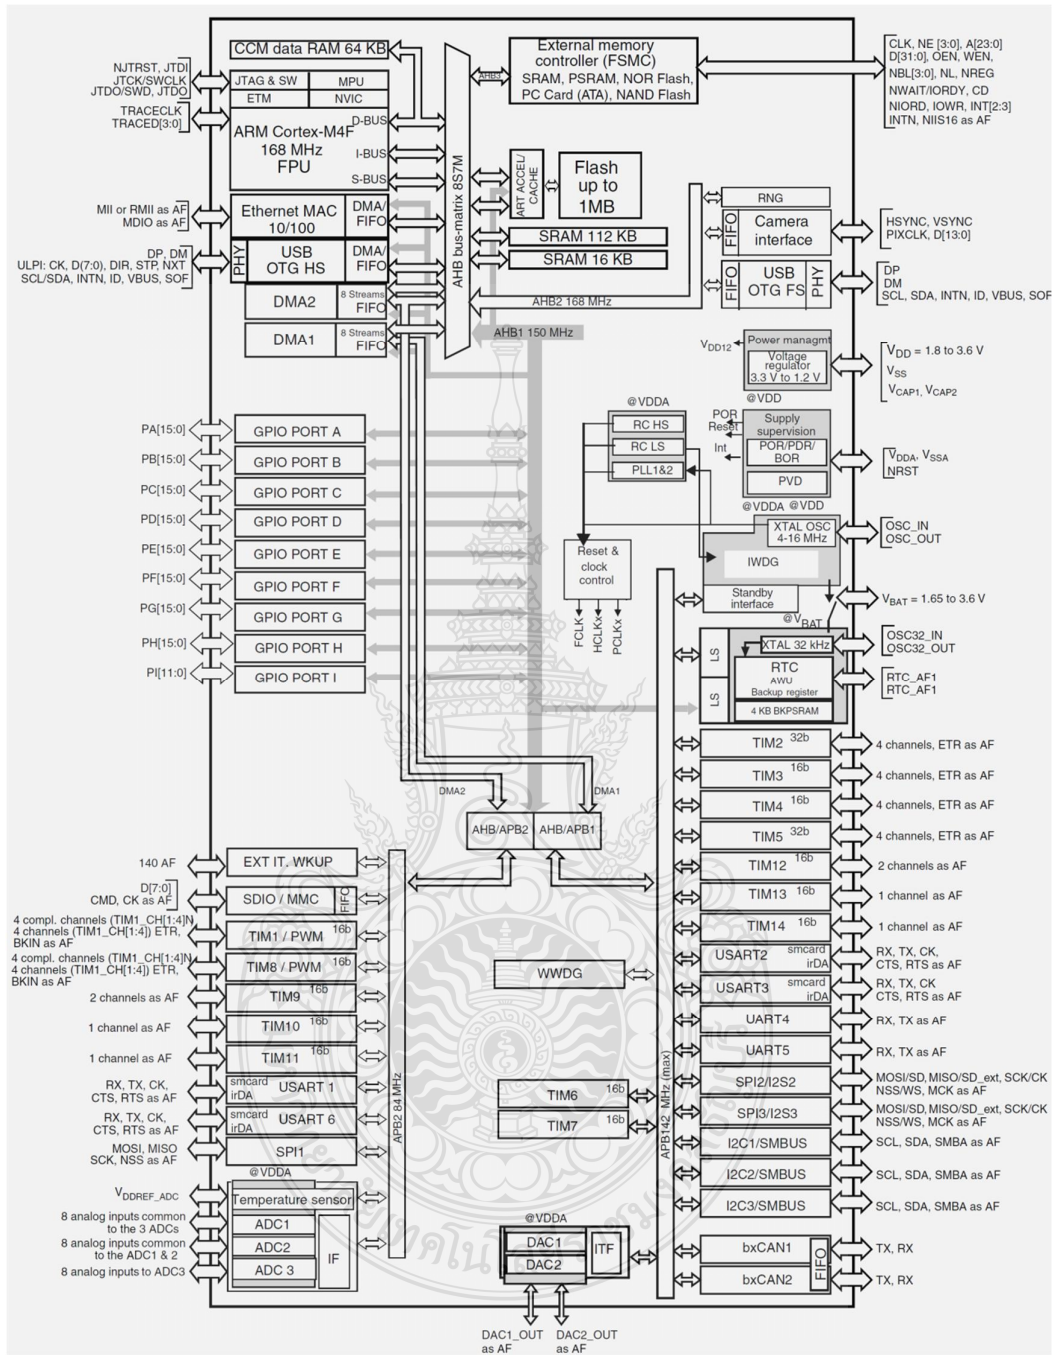 CCM data RAM 64 KB
External memory
controller (FSMC)
SRAM, PSRAM, NOR Flash,
PC Card (ATA), NAND Flash
AHB3
CLK, NE [3:0], A[23:0]
D[31:0], OEN, WEN,
NBL[3:0], NL, NREG
NWAIT/IORDY, CD
NIORD, IOWR, INT[2:3]
INTN, NIIS16 as AF
NJTRST, JTDI
JTCK/SWCLK
JTDO/SWD, JTDO
TRACECLK
TRACED[3:0]
JTAG & SW
MPU
ETM
NVIC
ARM Cortex-M4F
168 MHz
FPU
D-BUS
I-BUS
S-BUS
AHB bus-matrix 8S7M
ART ACCEL/
CACHE
Flash
up to
1MB
MII or RMII as AF
MDIO as AF
Ethernet MAC
10/100
DMA/
FIFO
SRAM 112 KB
SRAM 16 KB
RNG
FIFO
Camera
interface
HSYNC, VSYNC
PIXCLK, D[13:0]
DP, DM
ULPI: CK, D(7:0), DIR, STP, NXT
SCL/SDA, INTN, ID, VBUS, SOF
PHY
USB
OTG HS
DMA/
FIFO
FIFO
USB
OTG FS
PHY
DP
DM
SCL, SDA, INTN, ID, VBUS, SOF
DMA2
8 Streams
FIFO
AHB2 168 MHz
DMA1
8 Streams
FIFO
AHB1 150 MHz
VDD12
Power managmt
Voltage
regulator
3.3 V to 1.2 V
VDD = 1.8 to 3.6 V
VSS
VCAP1, VCAP2
@VDD
@VDDA
RC HS
RC LS
PLL1&2
POR
Reset
Int
Supply
supervision
POR/PDR/
BOR
PVD
VDDA, VSSA
NRST
@VDDA @VDD
XTAL OSC
4-16 MHz
OSC_IN
OSC_OUT
IWDG
Reset &
clock
control
FCLK
HCLKx
PCLKx
Standby
interface
VBAT = 1.65 to 3.6 V
@VBAT
LS
LS
XTAL 32 kHz
RTC
AWU
Backup register
4 KB BKPSRAM
OSC32_IN
OSC32_OUT
RTC_AF1
RTC_AF1
PA[15:0]
GPIO PORT A
PB[15:0]
GPIO PORT B
PC[15:0]
GPIO PORT C
PD[15:0]
GPIO PORT D
PE[15:0]
GPIO PORT E
PF[15:0]
GPIO PORT F
PG[15:0]
GPIO PORT G
PH[15:0]
GPIO PORT H
PI[11:0]
GPIO PORT I
TIM2 32b
4 channels, ETR as AF
TIM3 16b
4 channels, ETR as AF
TIM4 16b
4 channels, ETR as AF
TIM5 32b
4 channels, ETR as AF
TIM12 16b
2 channels as AF
TIM13 16b
1 channel as AF
TIM14 16b
1 channel as AF
USART2 smcard
irDA
RX, TX, CK,
CTS, RTS as AF
USART3 smcard
irDA
RX, TX, CK
CTS, RTS as AF
UART4
RX, TX as AF
UART5
RX, TX as AF
SPI2/I2S2
MOSI/SD, MISO/SD_ext, SCK/CK
NSS/WS, MCK as AF
SPI3/I2S3
MOSI/SD, MISO/SD_ext, SCK/CK
NSS/WS, MCK as AF
I2C1/SMBUS
SCL, SDA, SMBA as AF
I2C2/SMBUS
SCL, SDA, SMBA as AF
I2C3/SMBUS
SCL, SDA, SMBA as AF
bxCAN1
TX, RX
bxCAN2
TX, RX
FIFO
DMA2
DMA1
AHB/APB2
AHB/APB1
140 AF
EXT IT. WKUP
D[7:0]
CMD, CK as AF
SDIO / MMC
FIFO
4 compl. channels (TIM1_CH[1:4]N
4 channels (TIM1_CH[1:4]) ETR,
BKIN as AF
TIM1 / PWM 16b
4 compl. channels (TIM1_CH[1:4]N
4 channels (TIM1_CH[1:4]) ETR,
BKIN as AF
TIM8 / PWM 16b
2 channels as AF
TIM9 16b
1 channel as AF
TIM10 16b
1 channel as AF
TIM11 16b
RX, TX, CK,
CTS, RTS as AF
smcard
irDA USART 1
RX, TX, CK,
CTS, RTS as AF
smcard
irDA USART 6
MOSI, MISO
SCK, NSS as AF
SPI1
@VDDA
VDDREF_ADC
Temperature sensor
8 analog inputs common
to the 3 ADCs
ADC1
8 analog inputs common
to the ADC1 & 2
ADC2
8 analog inputs to ADC3
ADC 3
IF
APB2 84 MHz
WWDG
TIM6 16b
TIM7 16b
APB142 MHz (max)
@VDDA
DAC1
DAC2
ITF
DAC1_OUT
as AF
DAC2_OUT
as AF